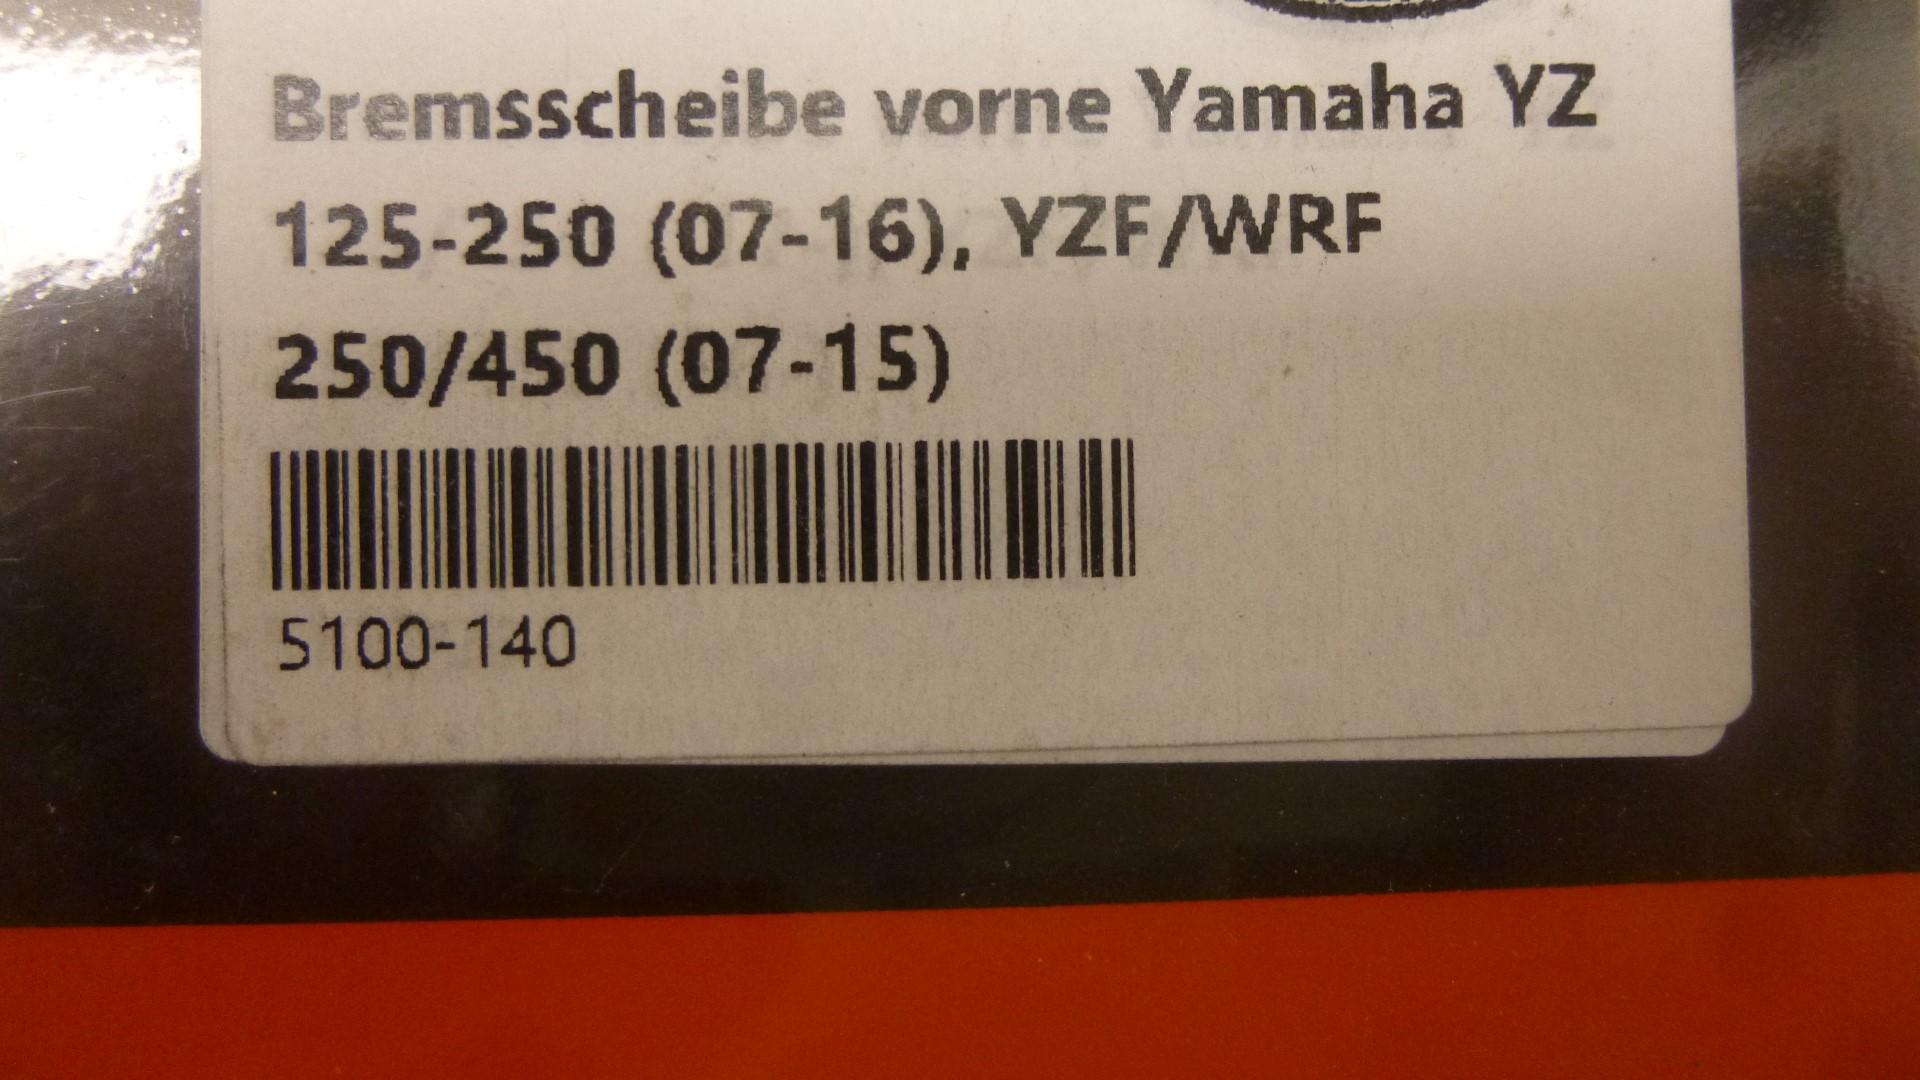 Bremsscheibe vorne Yamaha YZ
125-250 (07-16), YZF/WRF
250/450 (07-15)
5100-140